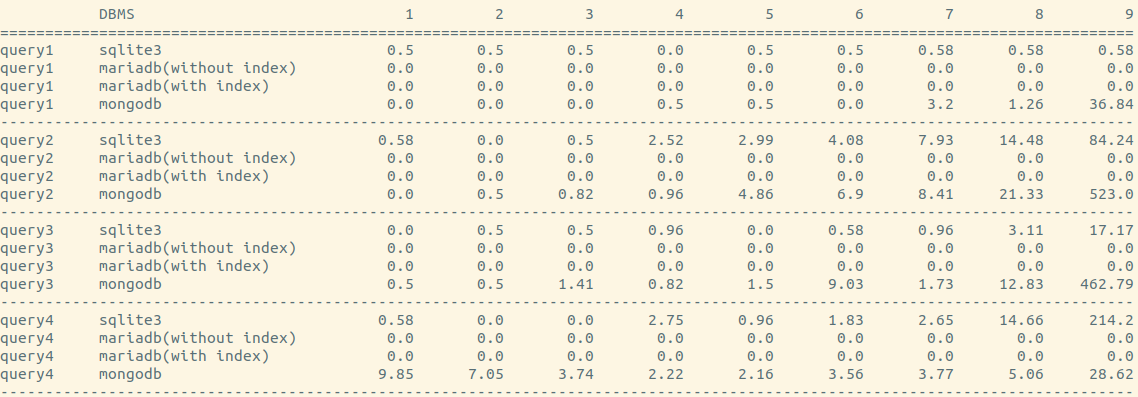 DBMS 1 2 3 4 5 6 7 8 9
==============================================================================================================================
query1 sqlite3 0.5 0.5 0.5 0.0 0.5 0.5 0.58 0.58 0.58
query1 mariadb(without index) 0.0 0.0 0.0 0.0 0.0 0.0 0.0 0.0 0.0
query1 mariadb(with index) 0.0 0.0 0.0 0.0 0.0 0.0 0.0 0.0 0.0
query1 mongodb 0.0 0.0 0.0 0.5 0.5 0.0 3.2 1.26 36.84
------------------------------------------------------------------------------------------------------------------------------
query2 sqlite3 0.58 0.0 0.5 2.52 2.99 4.08 7.93 14.48 84.24
query2 mariadb(without index) 0.0 0.0 0.0 0.0 0.0 0.0 0.0 0.0 0.0
query2 mariadb(with index) 0.0 0.0 0.0 0.0 0.0 0.0 0.0 0.0 0.0
query2 mongodb 0.0 0.5 0.82 0.96 4.86 6.9 8.41 21.33 523.0
------------------------------------------------------------------------------------------------------------------------------
query3 sqlite3 0.0 0.5 0.5 0.96 0.0 0.58 0.96 3.11 17.17
query3 mariadb(without index) 0.0 0.0 0.0 0.0 0.0 0.0 0.0 0.0 0.0
query3 mariadb(with index) 0.0 0.0 0.0 0.0 0.0 0.0 0.0 0.0 0.0
query3 mongodb 0.5 0.5 1.41 0.82 1.5 9.03 1.73 12.83 462.79
------------------------------------------------------------------------------------------------------------------------------
query4 sqlite3 0.58 0.0 0.0 2.75 0.96 1.83 2.65 14.66 214.2
query4 mariadb(without index) 0.0 0.0 0.0 0.0 0.0 0.0 0.0 0.0 0.0
query4 mariadb(with index) 0.0 0.0 0.0 0.0 0.0 0.0 0.0 0.0 0.0
query4 mongodb 9.85 7.05 3.74 2.22 2.16 3.56 3.77 5.06 28.62
------------------------------------------------------------------------------------------------------------------------------